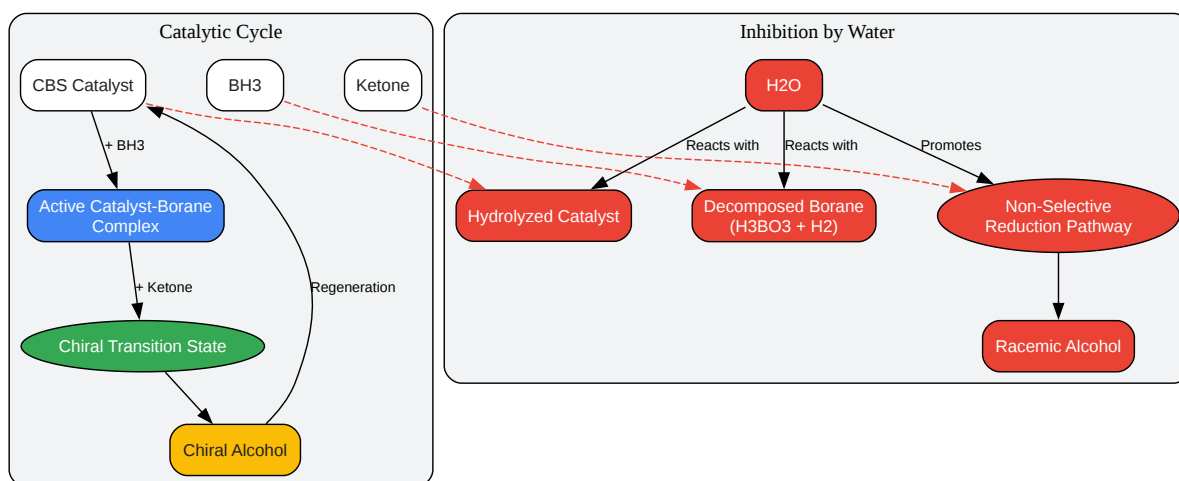 Catalytic Cycle
Inhibition by Water
CBS Catalyst
BH3
Ketone
H2O
+ BH3
Reacts with
Reacts with
Promotes
Active Catalyst-Borane
Complex
Hydrolyzed Catalyst
Decomposed Borane
(H3BO3 + H2)
Non-Selective
Reduction Pathway
+ Ketone
Regeneration
Chiral Transition State
Racemic Alcohol
Chiral Alcohol